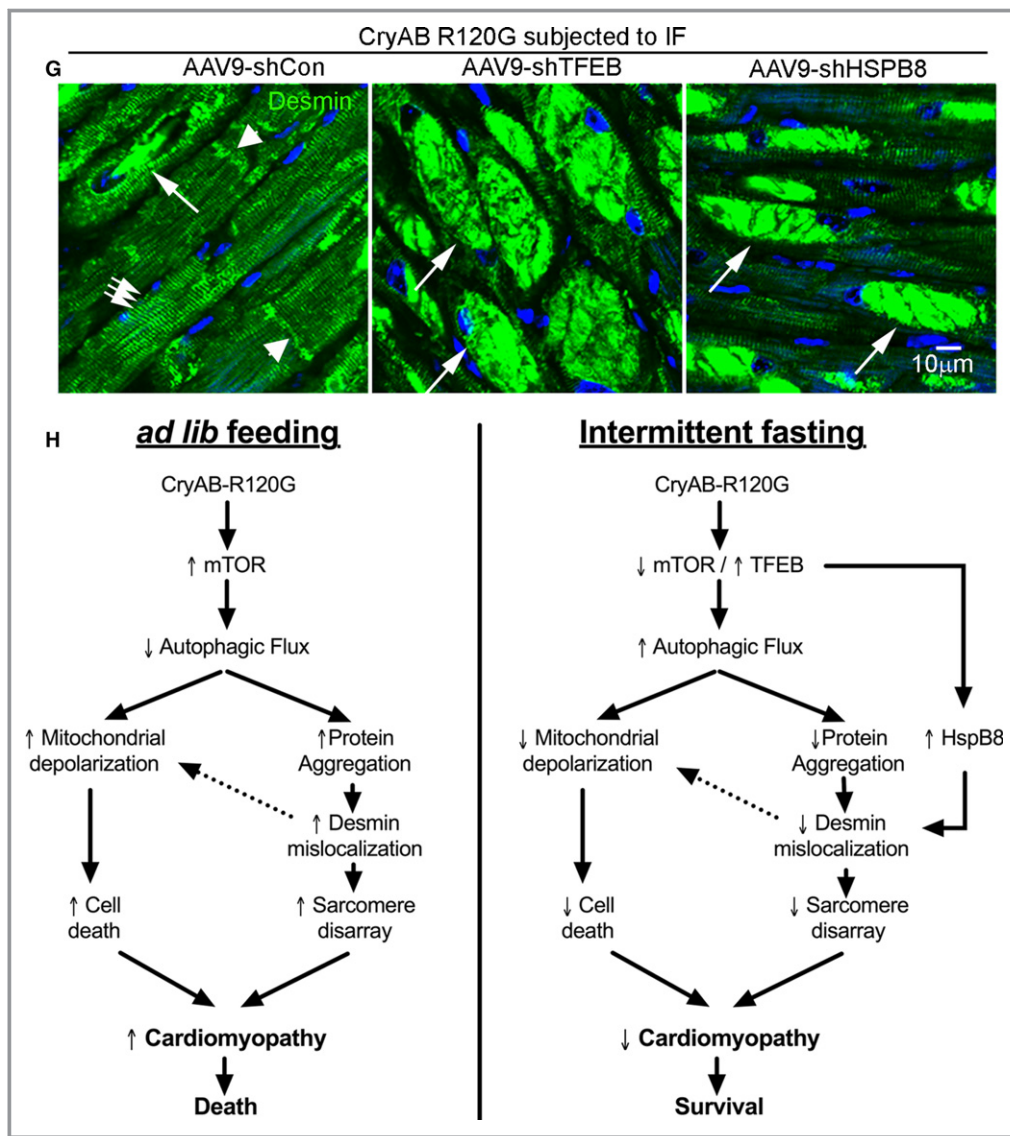 CryAB R120G subjected to IF
G
AAV9-shCon
AAV9-shTFEB
AAV9-shHSPB8
Desmin
10μm
H
ad lib feeding
CryAB-R120G
↑ mTOR
↓ Autophagic Flux
↑ Mitochondrial
depolarization
↑Protein
Aggregation
↑ Desmin
mislocalization
↑ Cell
death
↑ Sarcomere
disarray
↑ Cardiomyopathy
Death
Intermittent fasting
CryAB-R120G
↓ mTOR / ↑ TFEB
↑ Autophagic Flux
↓ Mitochondrial
depolarization
↓Protein
Aggregation
↑ HspB8
↓ Desmin
mislocalization
↓ Cell
death
↓ Sarcomere
disarray
↓ Cardiomyopathy
Survival